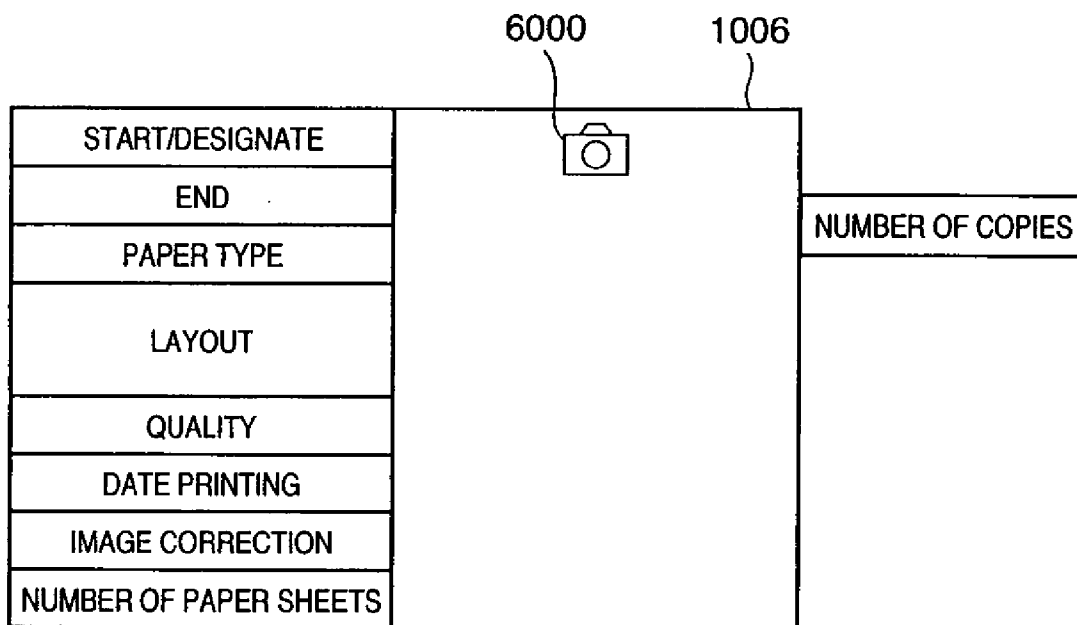 6000 1006
START/DESIGNATE
END
NUMBER OF COPIES
PAPER TYPE
LAYOUT
QUALITY
DATE PRINTING
IMAGE CORRECTION
NUMBER OF PAPER SHEETS